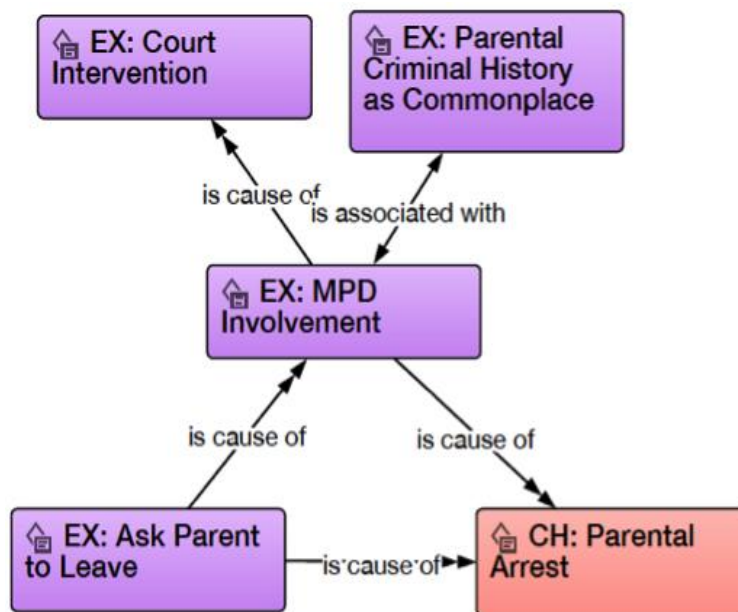 EX: Court
Intervention
EX: Parental
Criminal History
as Commonplace
is cause of
is associated with
EX: MPD
Involvement
is cause of
is cause of
EX: Ask Parent
to Leave
is cause of
CH: Parental
Arrest